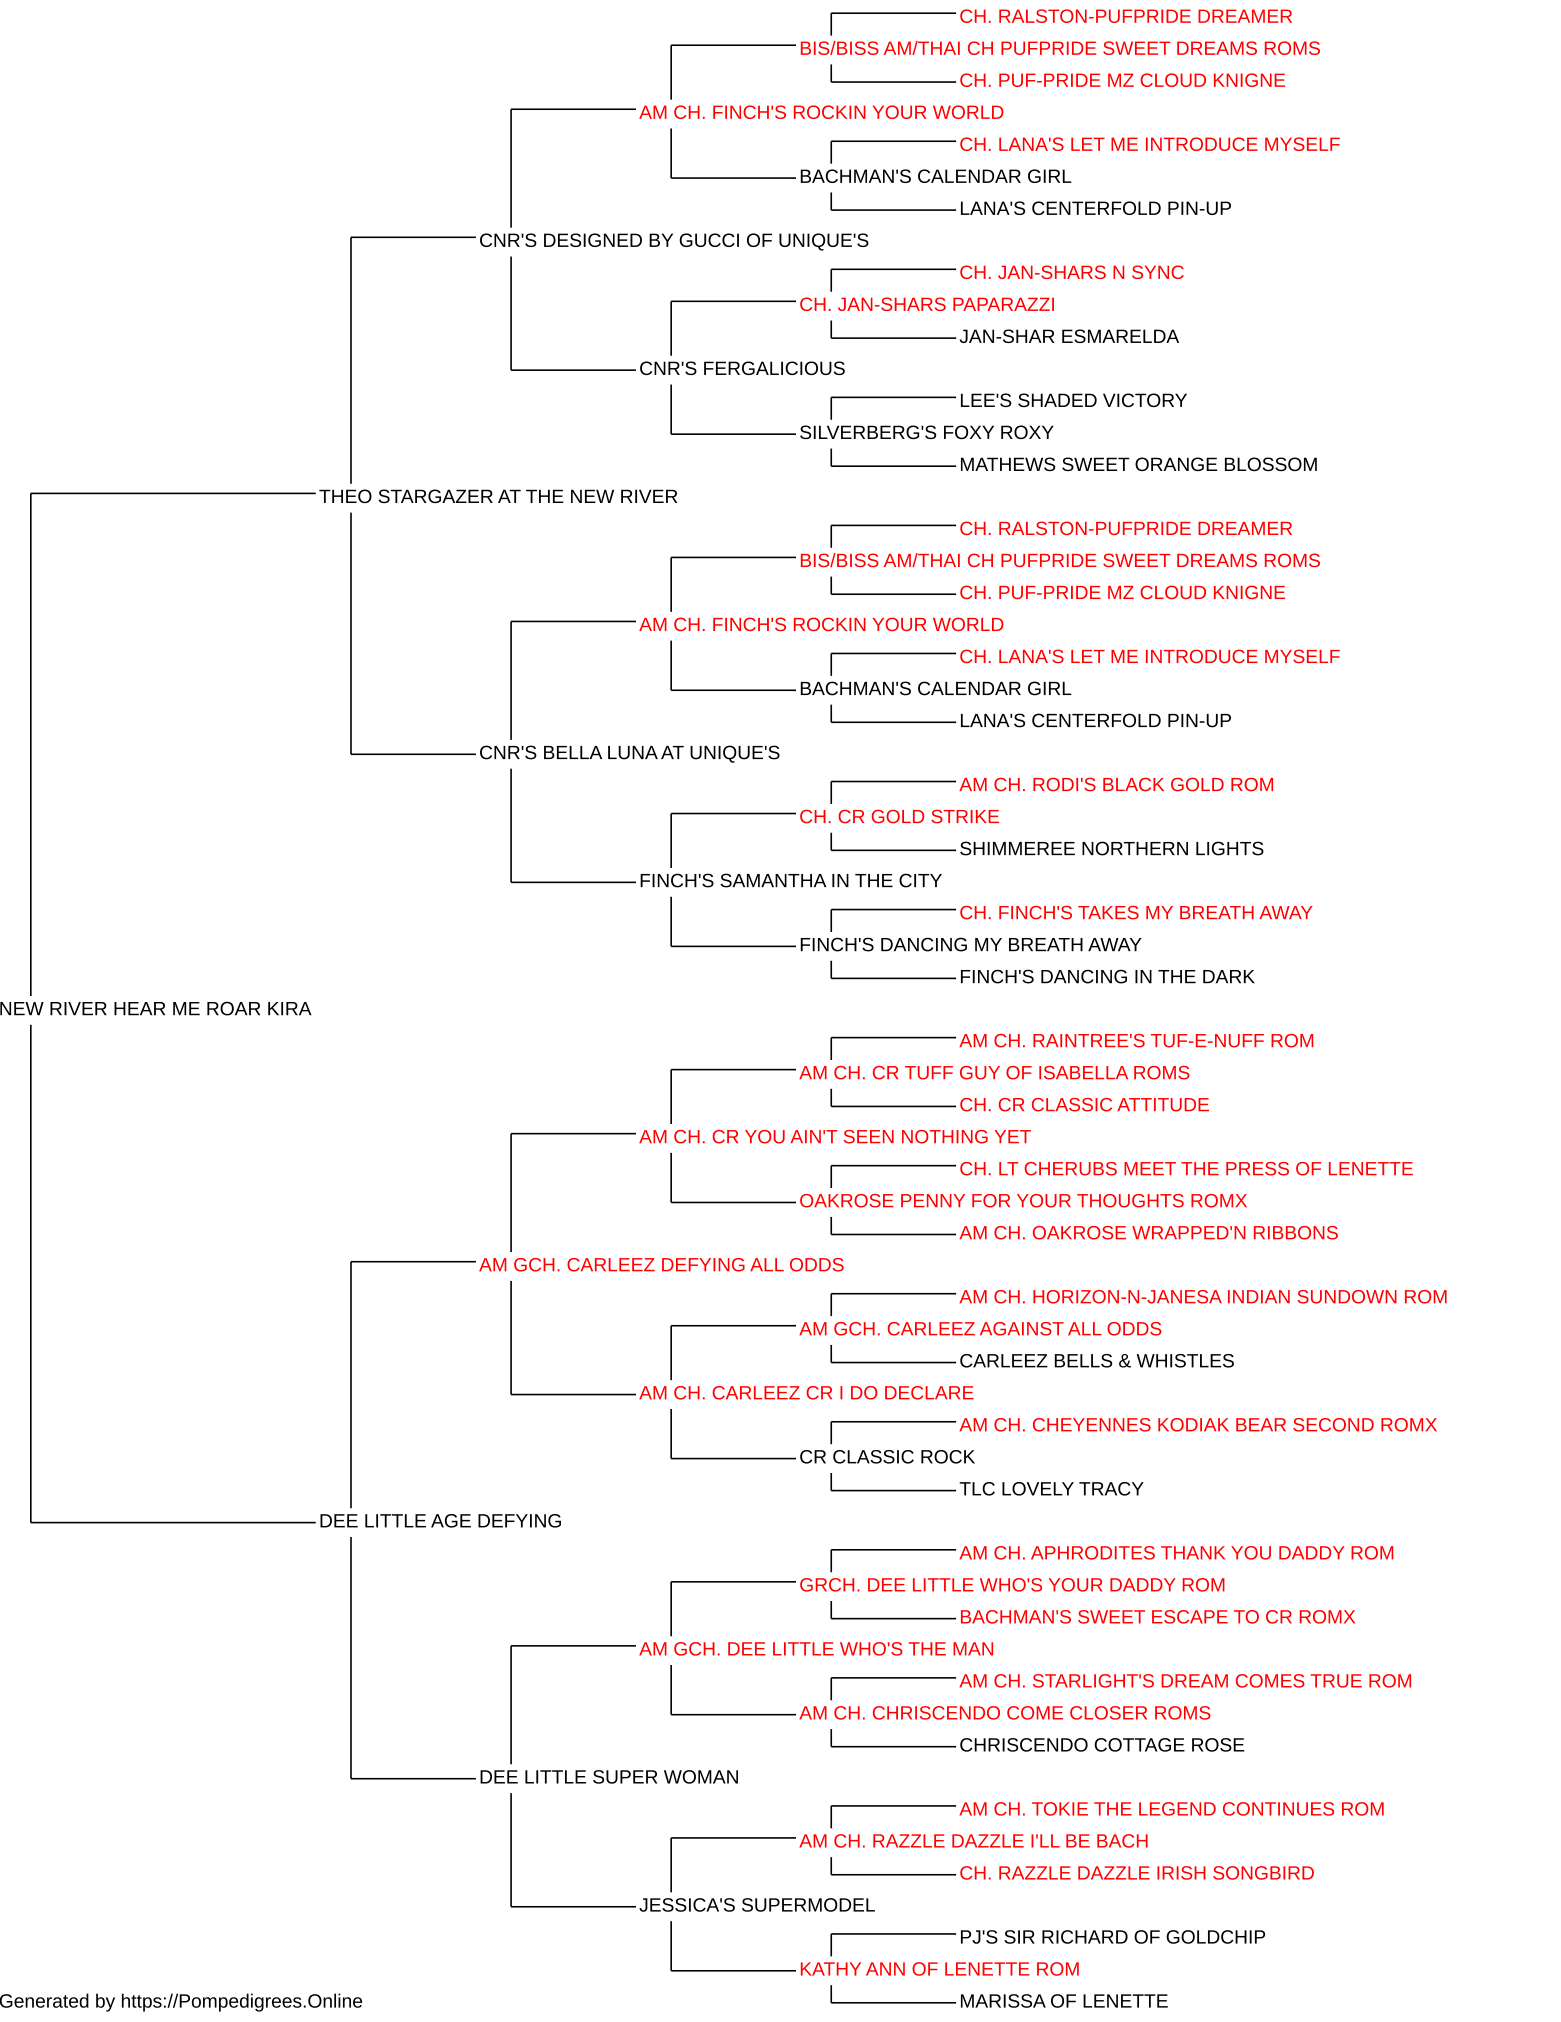 CH. RALSTON-PUFPRIDE DREAMER
BIS/BISS AM/THAI CH PUFPRIDE SWEET DREAMS ROMS
CH. PUF-PRIDE MZ CLOUD KNIGNE
AM CH. FINCH'S ROCKIN YOUR WORLD
CH. LANA'S LET ME INTRODUCE MYSELF
BACHMAN'S CALENDAR GIRL
LANA'S CENTERFOLD PIN-UP
CNR'S DESIGNED BY GUCCI OF UNIQUE'S
CH. JAN-SHARS N SYNC
CH. JAN-SHARS PAPARAZZI
JAN-SHAR ESMARELDA
CNR'S FERGALICIOUS
LEE'S SHADED VICTORY
SILVERBERG'S FOXY ROXY
MATHEWS SWEET ORANGE BLOSSOM
THEO STARGAZER AT THE NEW RIVER
CH. RALSTON-PUFPRIDE DREAMER
BIS/BISS AM/THAI CH PUFPRIDE SWEET DREAMS ROMS
CH. PUF-PRIDE MZ CLOUD KNIGNE
AM CH. FINCH'S ROCKIN YOUR WORLD
CH. LANA'S LET ME INTRODUCE MYSELF
BACHMAN'S CALENDAR GIRL
LANA'S CENTERFOLD PIN-UP
CNR'S BELLA LUNA AT UNIQUE'S
AM CH. RODI'S BLACK GOLD ROM
CH. CR GOLD STRIKE
SHIMMEREE NORTHERN LIGHTS
FINCH'S SAMANTHA IN THE CITY
CH. FINCH'S TAKES MY BREATH AWAY
FINCH'S DANCING MY BREATH AWAY
FINCH'S DANCING IN THE DARK
NEW RIVER HEAR ME ROAR KIRA
AM CH. RAINTREE'S TUF-E-NUFF ROM
AM CH. CR TUFF GUY OF ISABELLA ROMS
CH. CR CLASSIC ATTITUDE
AM CH. CR YOU AIN'T SEEN NOTHING YET
CH. LT CHERUBS MEET THE PRESS OF LENETTE
OAKROSE PENNY FOR YOUR THOUGHTS ROMX
AM CH. OAKROSE WRAPPED'N RIBBONS
AM GCH. CARLEEZ DEFYING ALL ODDS
AM CH. HORIZON-N-JANESA INDIAN SUNDOWN ROM
AM GCH. CARLEEZ AGAINST ALL ODDS
CARLEEZ BELLS & WHISTLES
AM CH. CARLEEZ CR I DO DECLARE
AM CH. CHEYENNES KODIAK BEAR SECOND ROMX
CR CLASSIC ROCK
TLC LOVELY TRACY
DEE LITTLE AGE DEFYING
AM CH. APHRODITES THANK YOU DADDY ROM
GRCH. DEE LITTLE WHO'S YOUR DADDY ROM
BACHMAN'S SWEET ESCAPE TO CR ROMX
AM GCH. DEE LITTLE WHO'S THE MAN
AM CH. STARLIGHT'S DREAM COMES TRUE ROM
AM CH. CHRISCENDO COME CLOSER ROMS
CHRISCENDO COTTAGE ROSE
DEE LITTLE SUPER WOMAN
AM CH. TOKIE THE LEGEND CONTINUES ROM
AM CH. RAZZLE DAZZLE I'LL BE BACH
CH. RAZZLE DAZZLE IRISH SONGBIRD
JESSICA'S SUPERMODEL
PJ'S SIR RICHARD OF GOLDCHIP
KATHY ANN OF LENETTE ROM
MARISSA OF LENETTE
Generated by https://Pompedigrees.Online